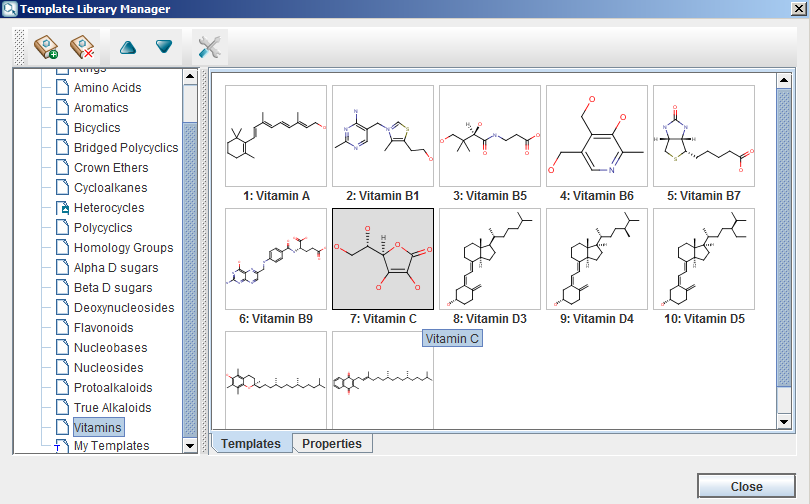 Template Library Manager
Rings
Amino Acids
Aromatics
Bicyclics
Bridged Polycyclics
Crown Ethers
Cycloalkanes
Heterocycles
Polycyclics
Homology Groups
Alpha D sugars
Beta D sugars
Deoxynucleosides
Flavonoids
Nucleobases
Nucleosides
Protoalkaloids
True Alkaloids
Vitamins
My Templates
1: Vitamin A
2: Vitamin B1
3: Vitamin B5
4: Vitamin B6
5: Vitamin B7
6: Vitamin B9
7: Vitamin C
8: Vitamin D3
9: Vitamin D4
10: Vitamin D5
Vitamin C
Templates
Properties
Close